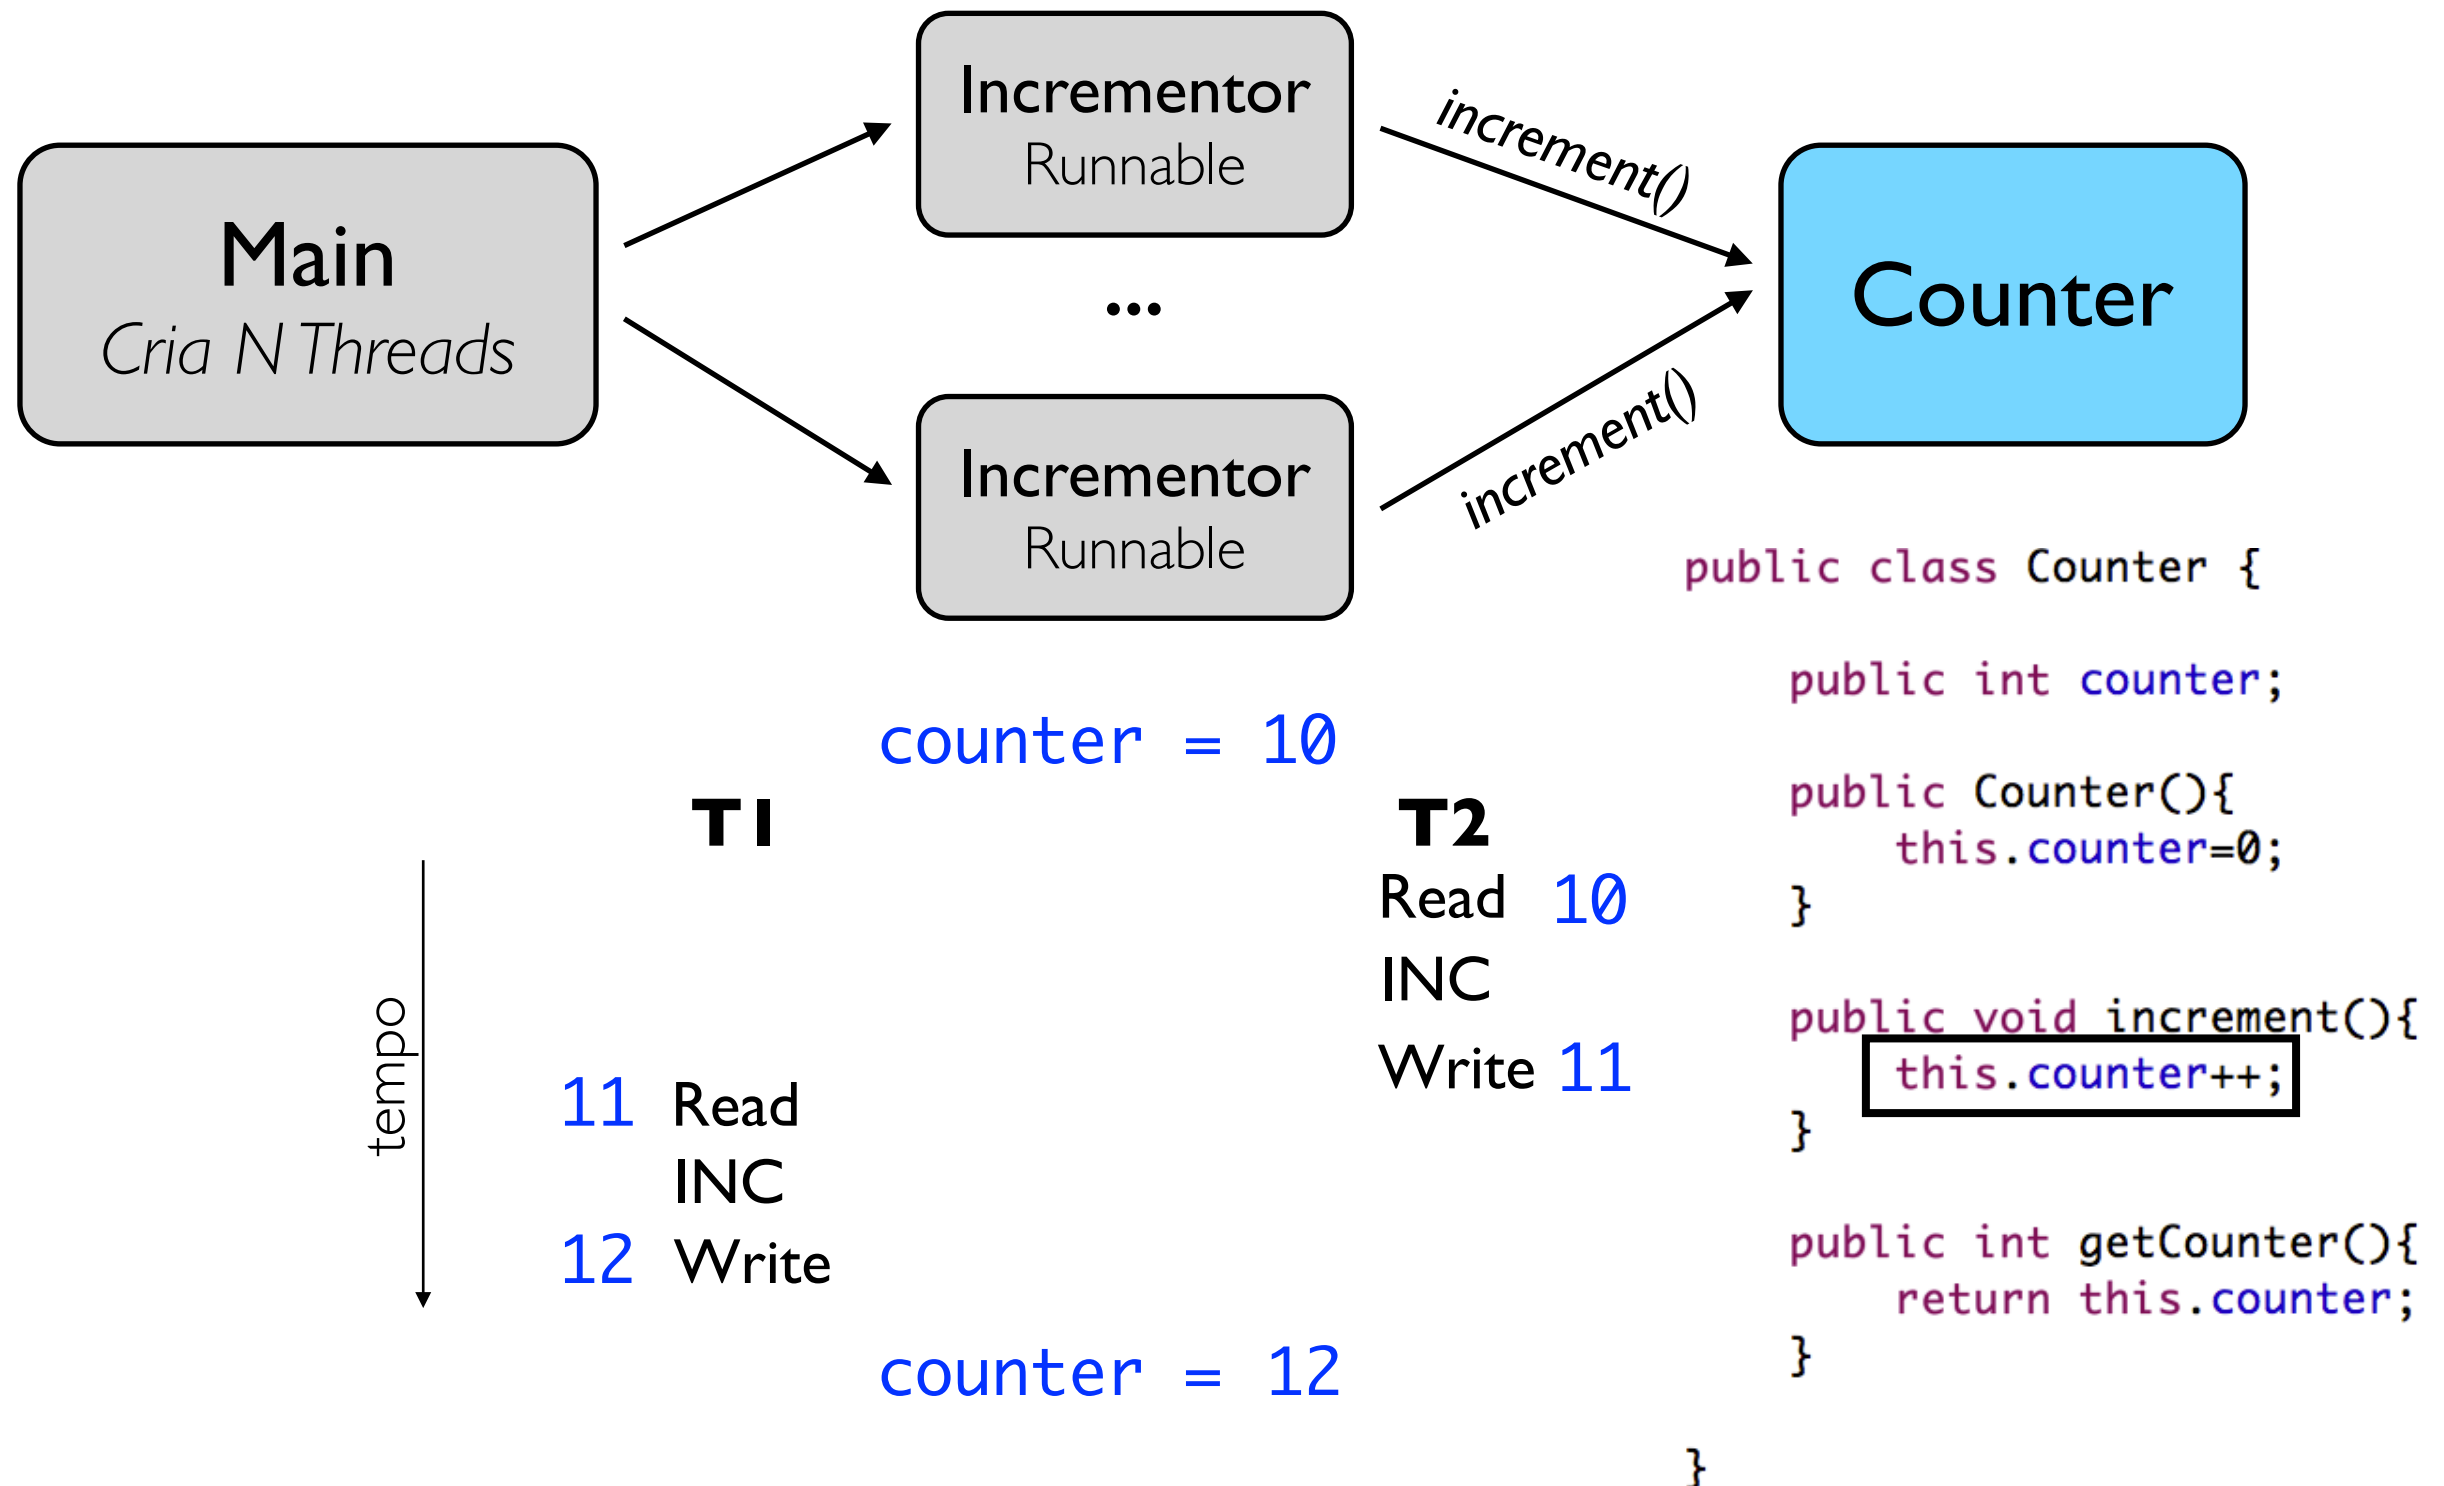 Main
Cria N Threads
Incrementor
Runnable
...
Incrementor
Runnable
increment()
increment()
Counter
counter = 10
T1
T2
tempo
Read 10
INC
Write 11
11 Read
INC
12 Write
counter = 12
public class Counter {
public int counter;
public Counter(){
this.counter=0;
}
public void increment(){
this.counter++;
}
public int getCounter(){
return this.counter;
}
}